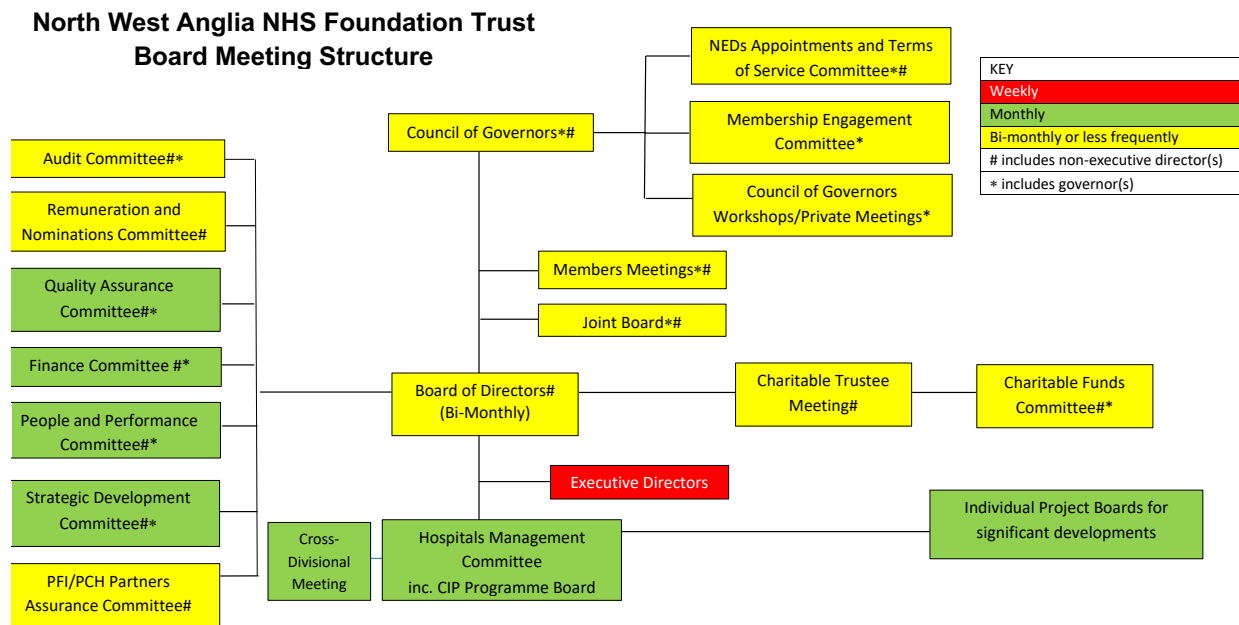 North West Anglia NHS Foundation Trust
Board Meeting Structure
NEDs Appointments and Terms
of Service Committee*#
KEY
Weekly
Monthly
Bi-monthly or less frequently
# includes non-executive director(s)
* includes governor(s)
Council of Governors*#
Membership Engagement
Committee*
Council of Governors
Workshops/Private Meetings*
Audit Committee#*
Remuneration and
Nominations Committee#
Quality Assurance
Committee#*
Finance Committee #*
People and Performance
Committee#*
Strategic Development
Committee#*
PFI/PCH Partners
Assurance Committee#
Members Meetings*#
Joint Board*#
Board of Directors#
(Bi-Monthly)
Charitable Trustee
Meeting#
Charitable Funds
Committee#*
Executive Directors
Cross-
Divisional
Meeting
Hospitals Management
Committee
inc. CIP Programme Board
Individual Project Boards for
significant developments